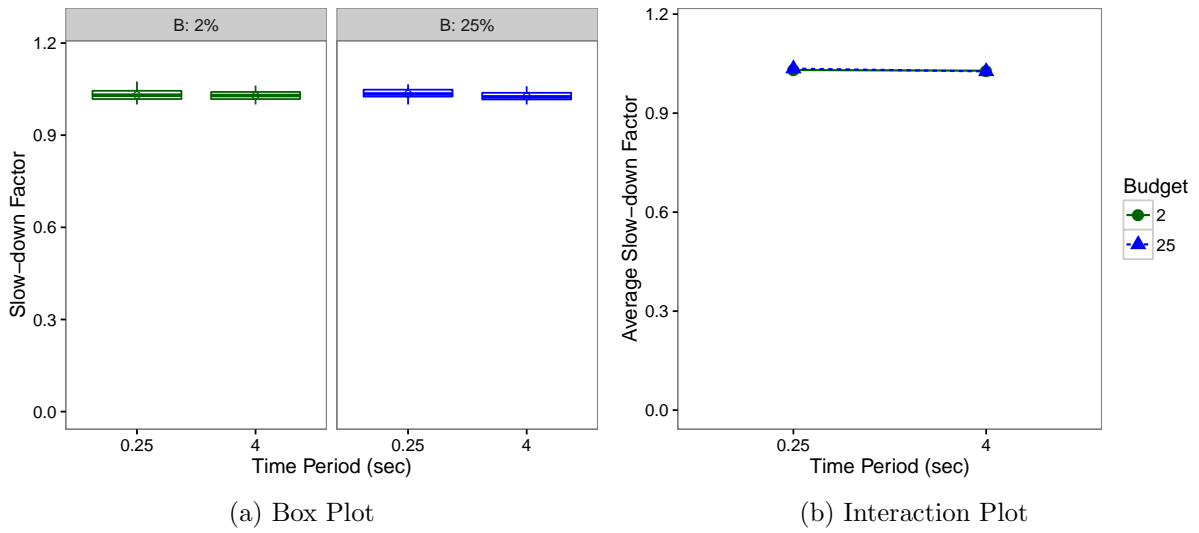 B: 2%
B: 25%
1.2
0.9
0.6
0.3
0.0
Slow−down Factor
0.25
4
0.25
4
Time Period (sec)
(a) Box Plot
1.2
0.9
0.6
0.3
0.0
Average Slow−down Factor
0.25
4
Time Period (sec)
Budget
2
25
(b) Interaction Plot